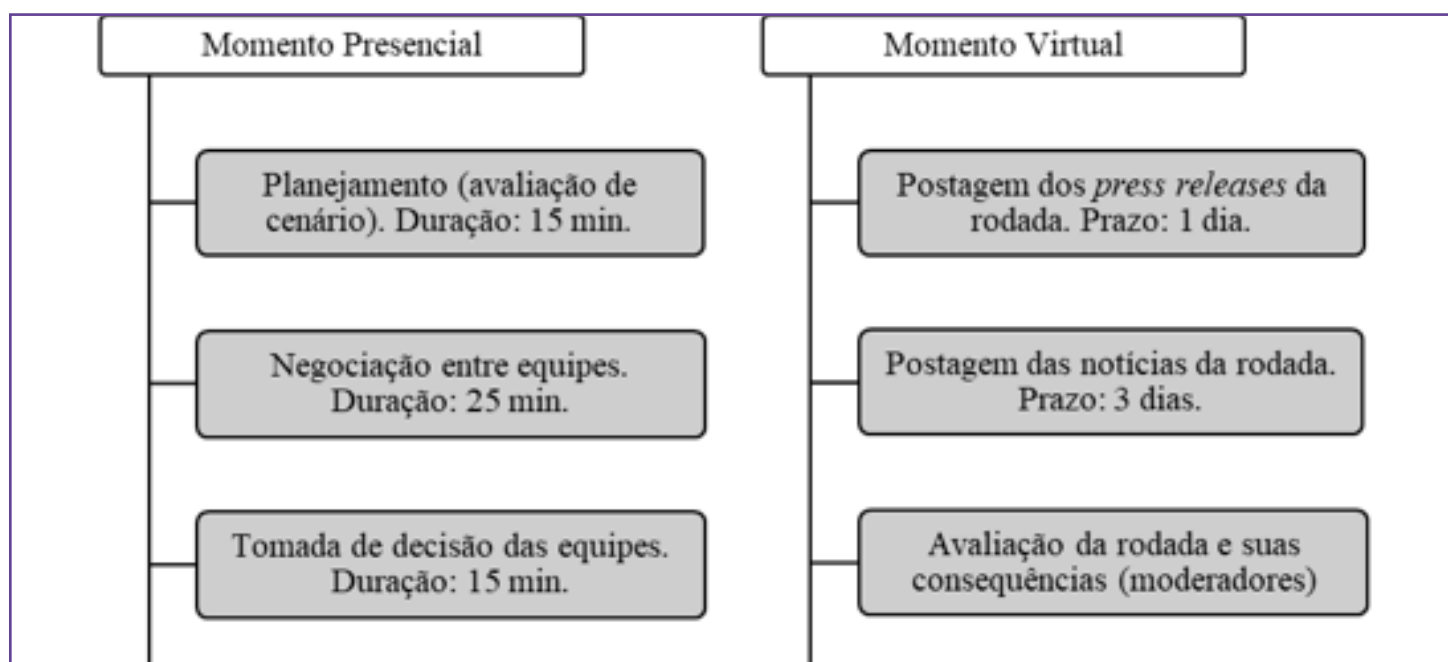 Momento Presencial
Planejamento (avaliação de
cenário). Duração: 15 min.
Negociação entre equipes.
Duração: 25 min.
Tomada de decisão das equipes.
Duração: 15 min.
Momento Virtual
Postagem dos press releases da
rodada. Prazo: 1 dia.
Postagem das notícias da rodada.
Prazo: 3 dias.
Avaliação da rodada e suas
consequências (moderadores)